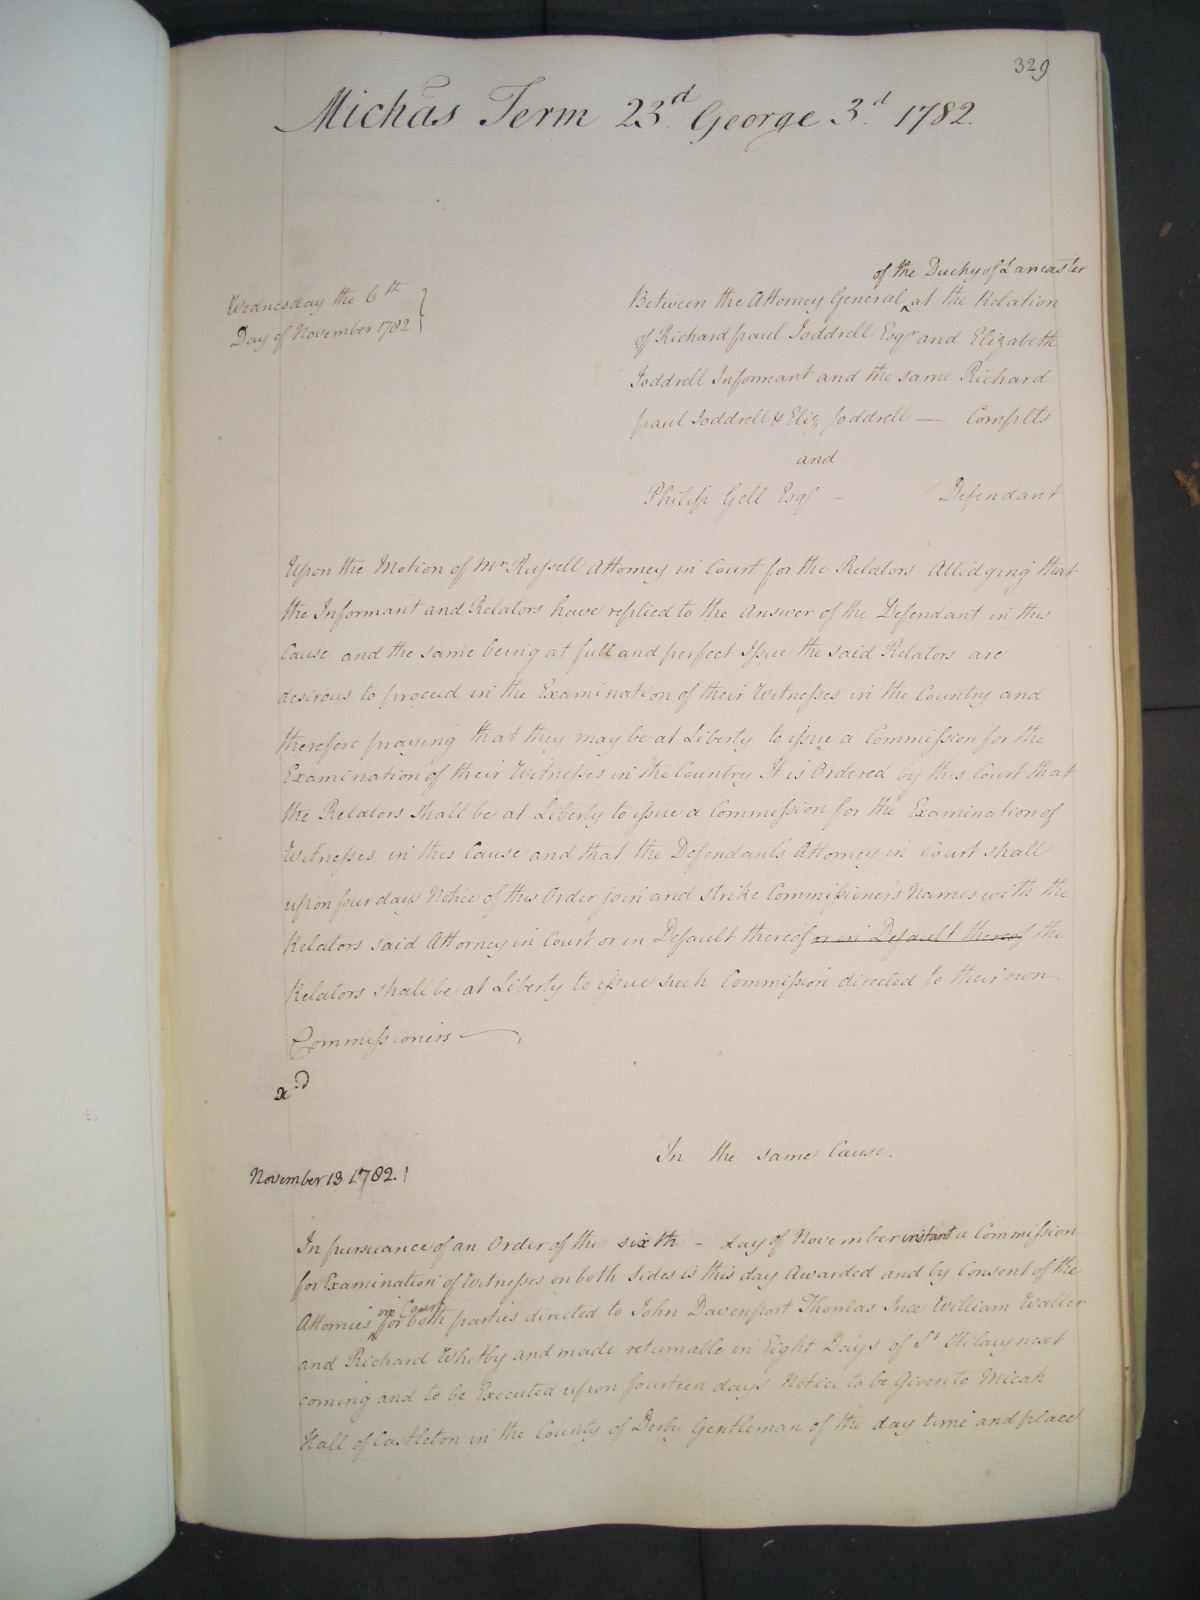 329
Michas Term 23d. George 3d. 1782.
Wednesday the 6th
Day of November 1782
of the Duchy of Lancaster
Between the Attorney General ‸ at the Relation
of Richard paul Joddrell Esqr. and Elizabeth
Joddrell Informant and the same Richard
paul Joddrell & Eliz Joddrell — Complts
and
Philip Gell Esqr - Defendant
Upon the Motion of Mr. Russell Attorney in Court for the Relators Alledging that
the Informant and Relators have replied to the Answer of the Defendant in this
Cause and the same being at full and perfect Issue the said Relators are
desirous to proceed in the Examination of their Witnesses in the Country and
therefore praying that they may be at Liberty to issue a Commission for the
Examination of their Witnesses in the Country It is Ordered by this Court that
the Relators shall be at Liberty to issue a Commission for the Examination of
Witnesses in this Cause and that the Defendants Attorney in Court shall
upon four days Notice of this Order join and strike Commissioners Names with the
Relators said Attorney in Court or in Default thereof or in Default thereof the
Relators shall be at Liberty to issue such Commission directed to their own
Commissioners
xd
In the same Cause.
November 13 1782.
In pursuance of an Order of the sixth - day of November instant a Commission
for Examination of Witnesses on both Sides is this day Awarded and by Consent of the
in Court
Attornies ‸ for both parties directed to John Davenport Thomas Ince William Waller
and Richard Whitby and made returnable in Eight Days of St Hilary next
coming and to be Executed upon fourteen days Notice to be Given to Micah
Hall of Castleton in the County of Derby Gentleman of the day time and place